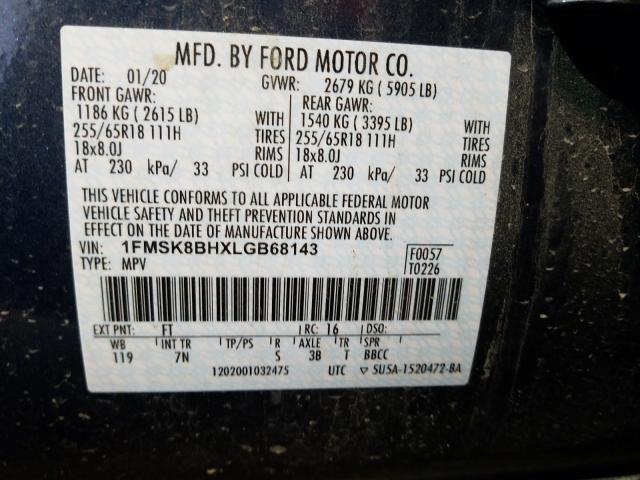 MFD. BY FORD MOTOR CO.
DATE: 01/20 GVWR: 2679 KG ( 5905 LB)
FRONT GAWR: REAR GAWR:
1186 KG ( 2615 LB) WITH 1540 KG ( 3395 LB) WITH
255/65R18 111H TIRES 255/65R18 111H TIRES
18x8.0J RIMS 18x8.0J RIMS
AT 230 kPa/ 33 PSI COLD AT 230 kPa/ 33 PSI COLD
THIS VEHICLE CONFORMS TO ALL APPLICABLE FEDERAL MOTOR
VEHICLE SAFETY AND THEFT PREVENTION STANDARDS IN
EFFECT ON THE DATE OF MANUFACTURE SHOWN ABOVE.
VIN: 1FMSK8BHXLGB68143 F0057
TYPE: MPV T0226
EXT PNT: FT RC: 16 DSO:
WB INT TR TP/PS R AXLE TR SPR
119 7N S 3B T BBCC
1202001032475 UTC 5U5A-1520472-BA